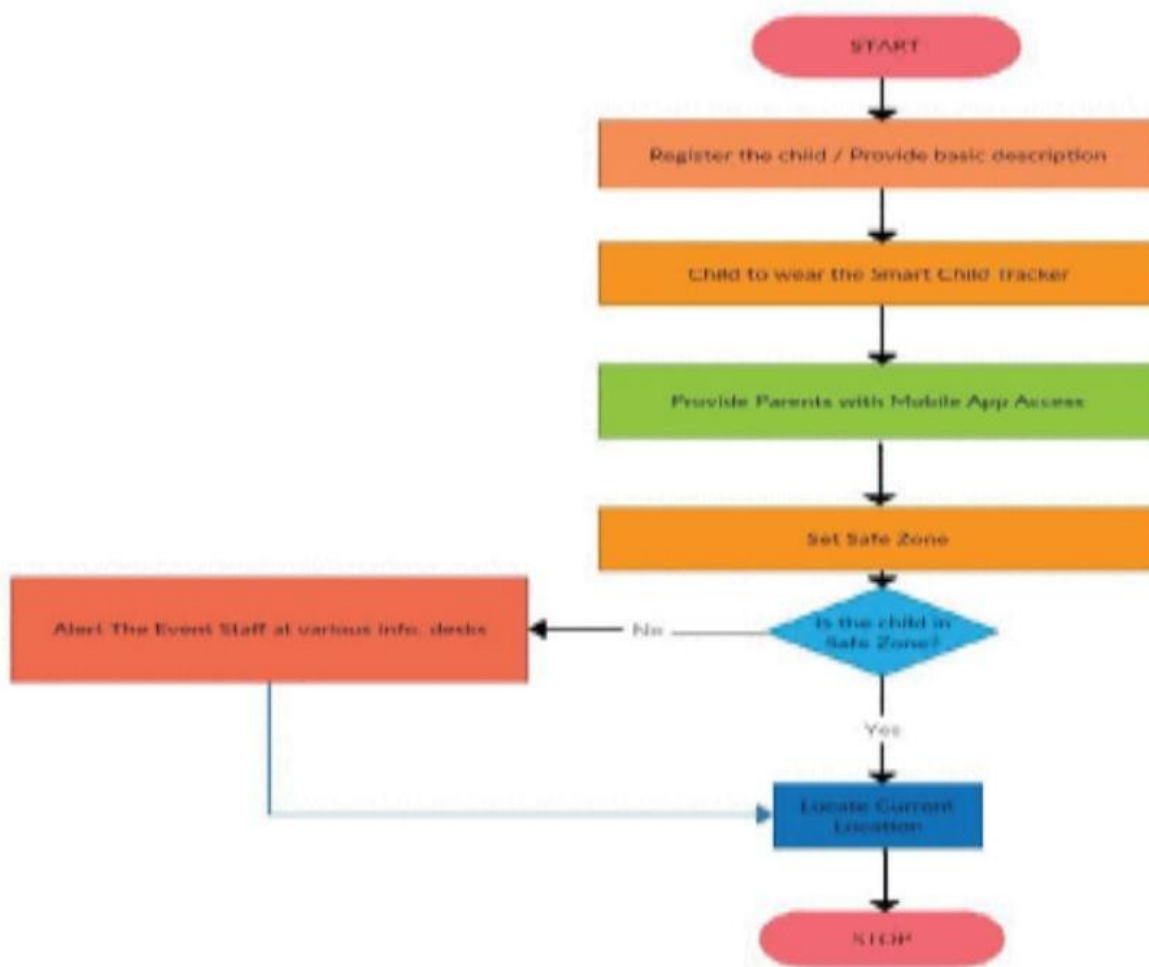 START
Register the child / Provide basic description
Child to wear the Smart Child Tracker
Provide Parents with Mobile App Access
Set Safe Zone
Is the child in
Safe Zone?
No
Alert The Event Staff at various info. desks
Yes
Locate Current
Location
STOP